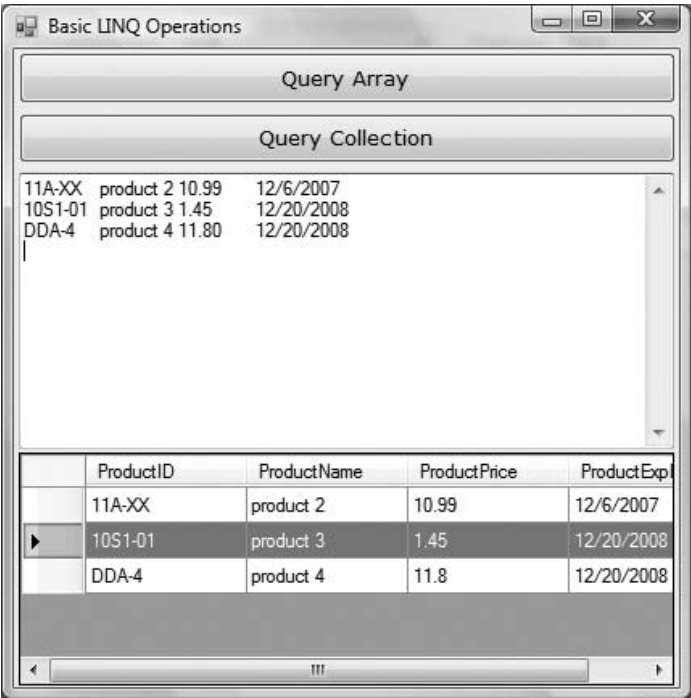 Basic LINQ Operations
Query Array
Query Collection
11A-XX product 2 10.99 12/6/2007
10S1-01 product 3 1.45 12/20/2008
DDA-4 product 4 11.80 12/20/2008
ProductID ProductName ProductPrice ProductExpI
11A-XX product 2 10.99 12/6/2007
10S1-01 product 3 1.45 12/20/2008
DDA-4 product 4 11.8 12/20/2008